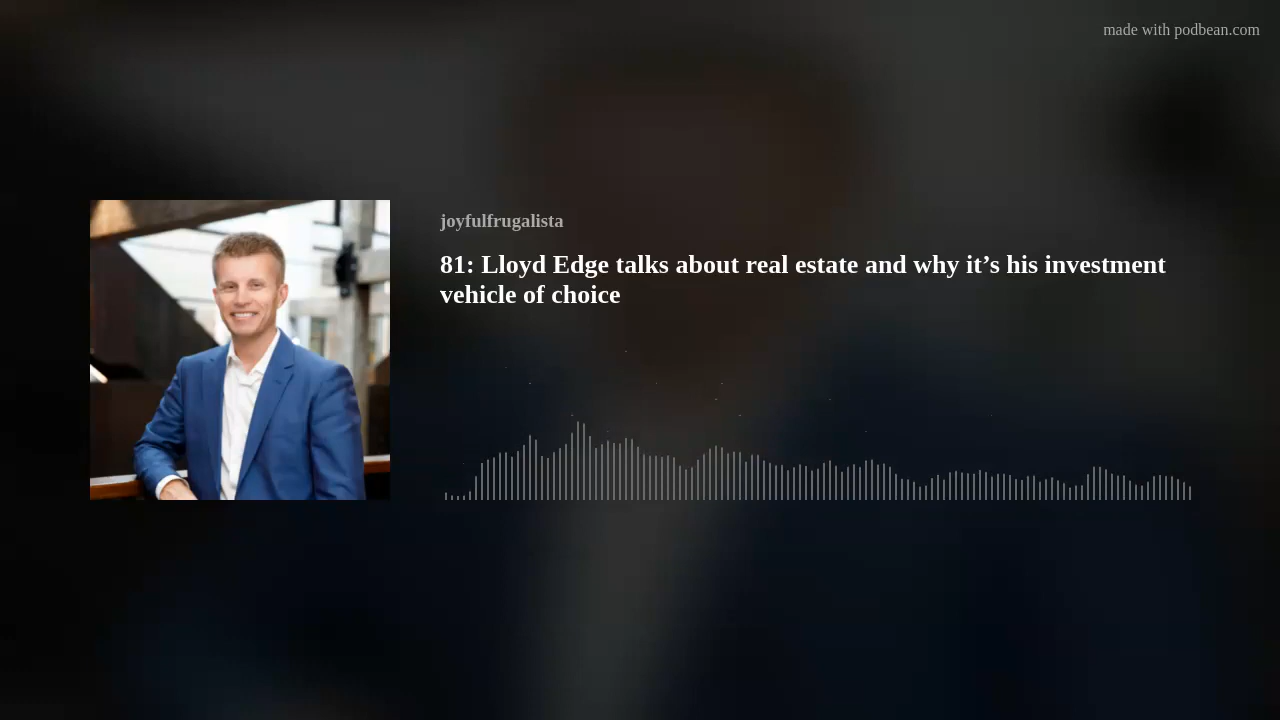 made with podbean.com
joyfulfrugalista
81: Lloyd Edge talks about real estate and why it’s his investment
vehicle of choice